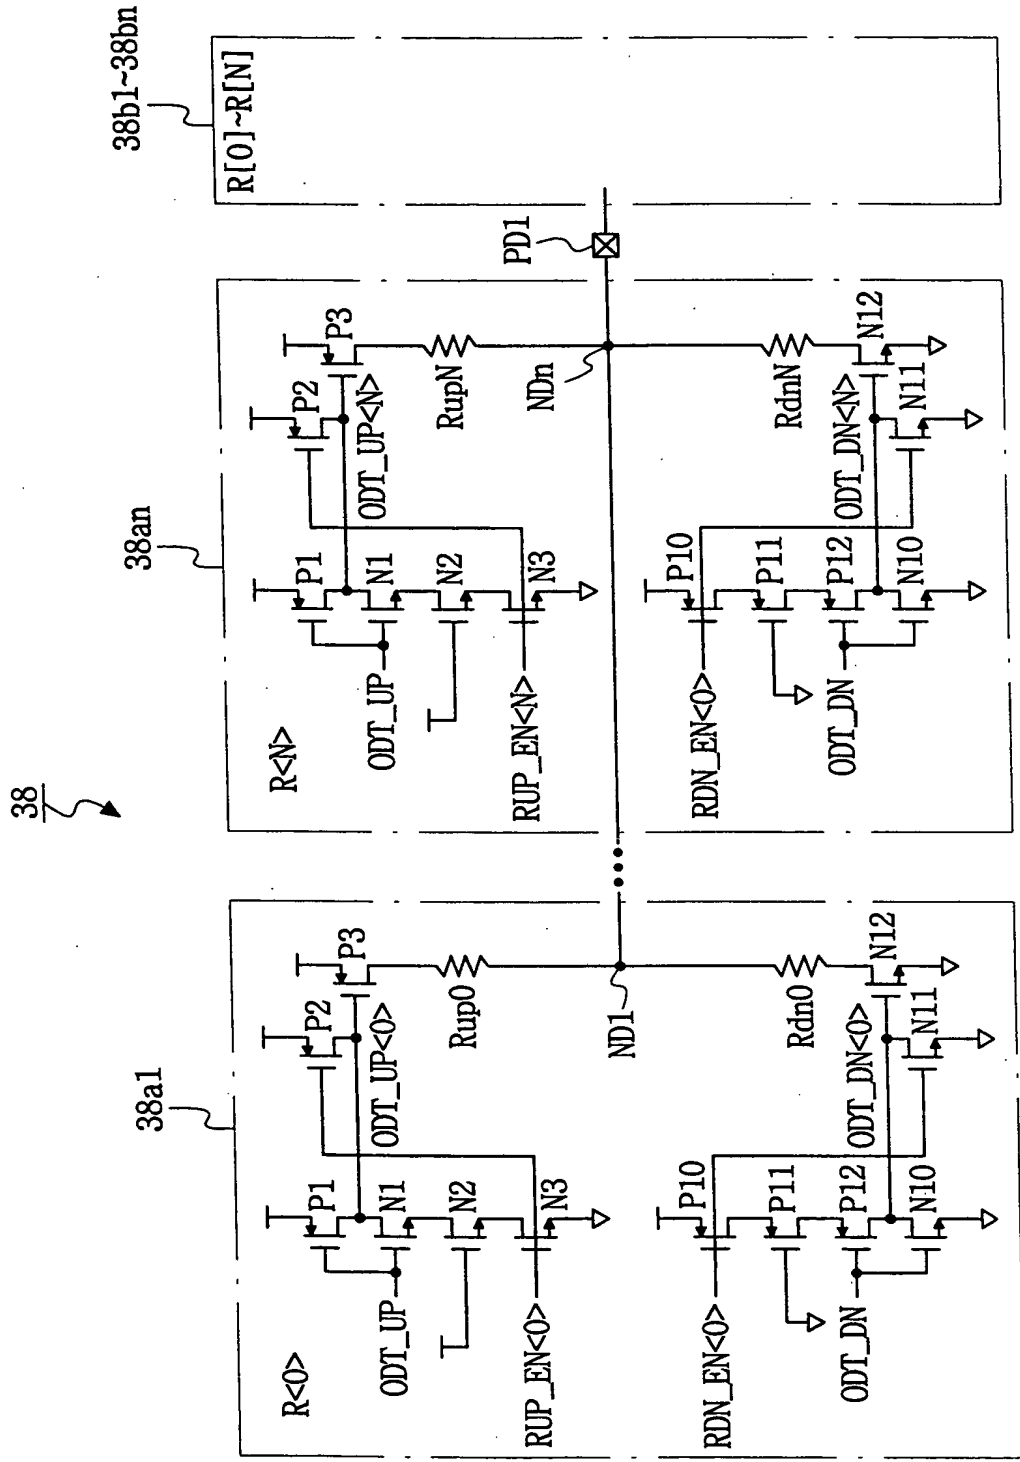 38
38a1
R<0>
P1
P2
P3
ODT_UP
N1
ODT_UP<0>
Rup0
N2
RUP_EN<0>
N3
ND1
RDN_EN<0>
P10
P11
Rdn0
ODT_DN
P12
ODT_DN<0>
N12
N10
N11
38an
R<N>
P1
P2
P3
ODT_UP
N1
ODT_UP<N>
RupN
N2
RUP_EN<N>
N3
NDn
RDN_EN<0>
P10
P11
RdnN
ODT_DN
P12
ODT_DN<N>
N12
N10
N11
PD1
38b1~38bn
R[0]~R[N]